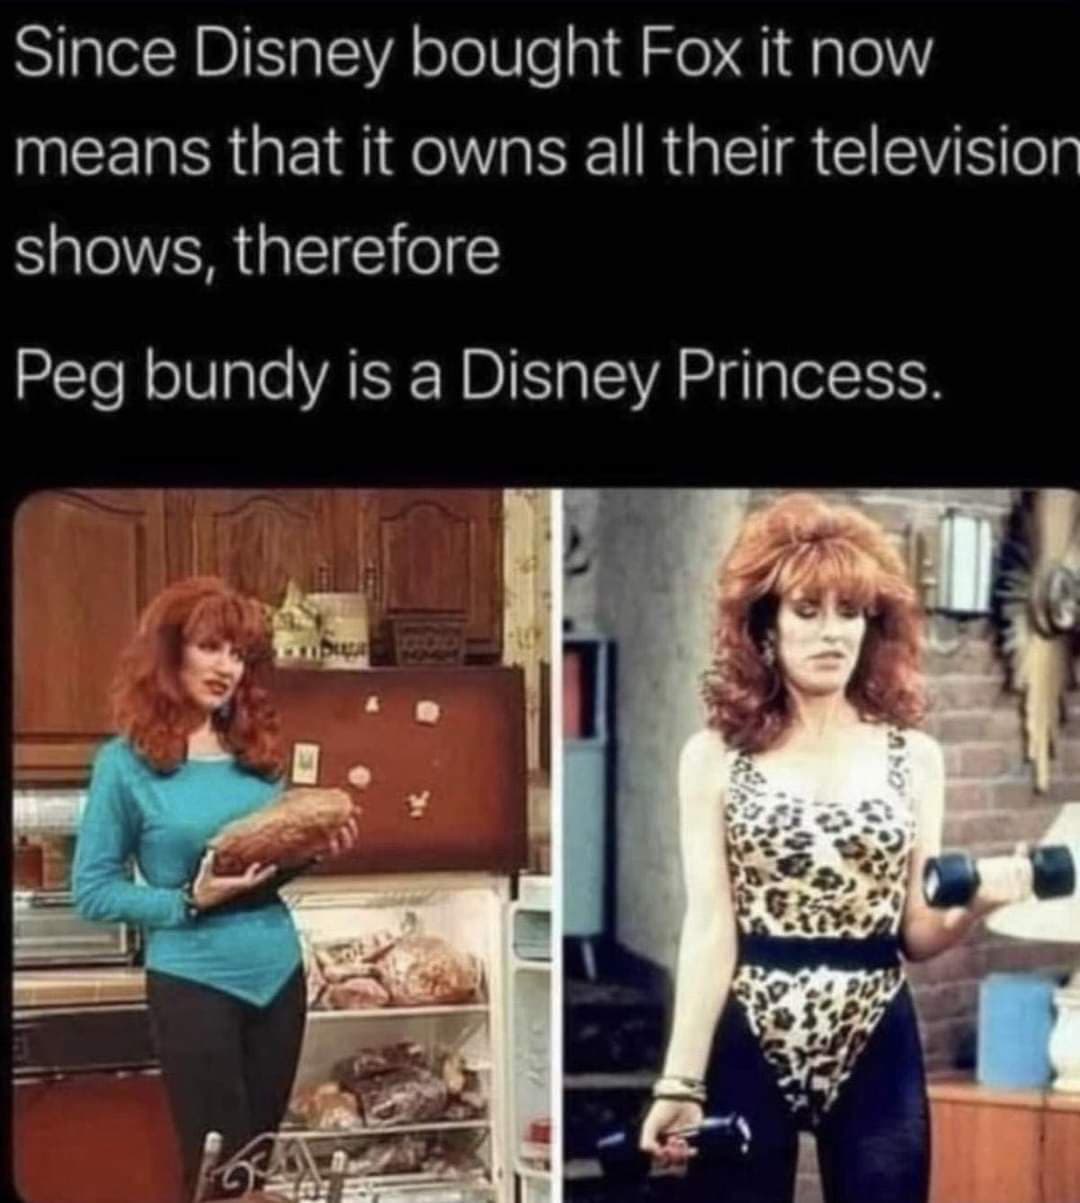 Since Disney bought Fox it now
means that it owns all their television
shows, therefore
Peg bundy is a Disney Princess.